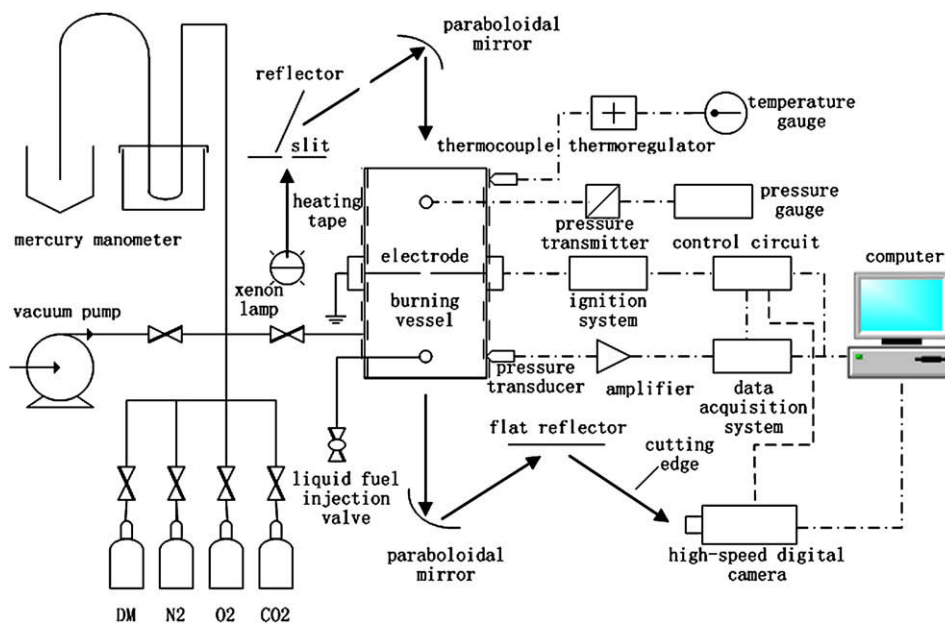 paraboloidal
mirror
reflector
slit
thermocouple
thermoregulator
temperature
gauge
heating
tape
mercury manometer
pressure
transmitter
pressure
gauge
control circuit
computer
electrode
xenon
lamp
burning
vessel
ignition
system
vacuum pump
pressure
transducer
amplifier
data
acquisition
system
flat reflector
cutting
edge
liquid fuel
injection
valve
paraboloidal
mirror
high-speed digital
camera
DM
N2
O2
CO2